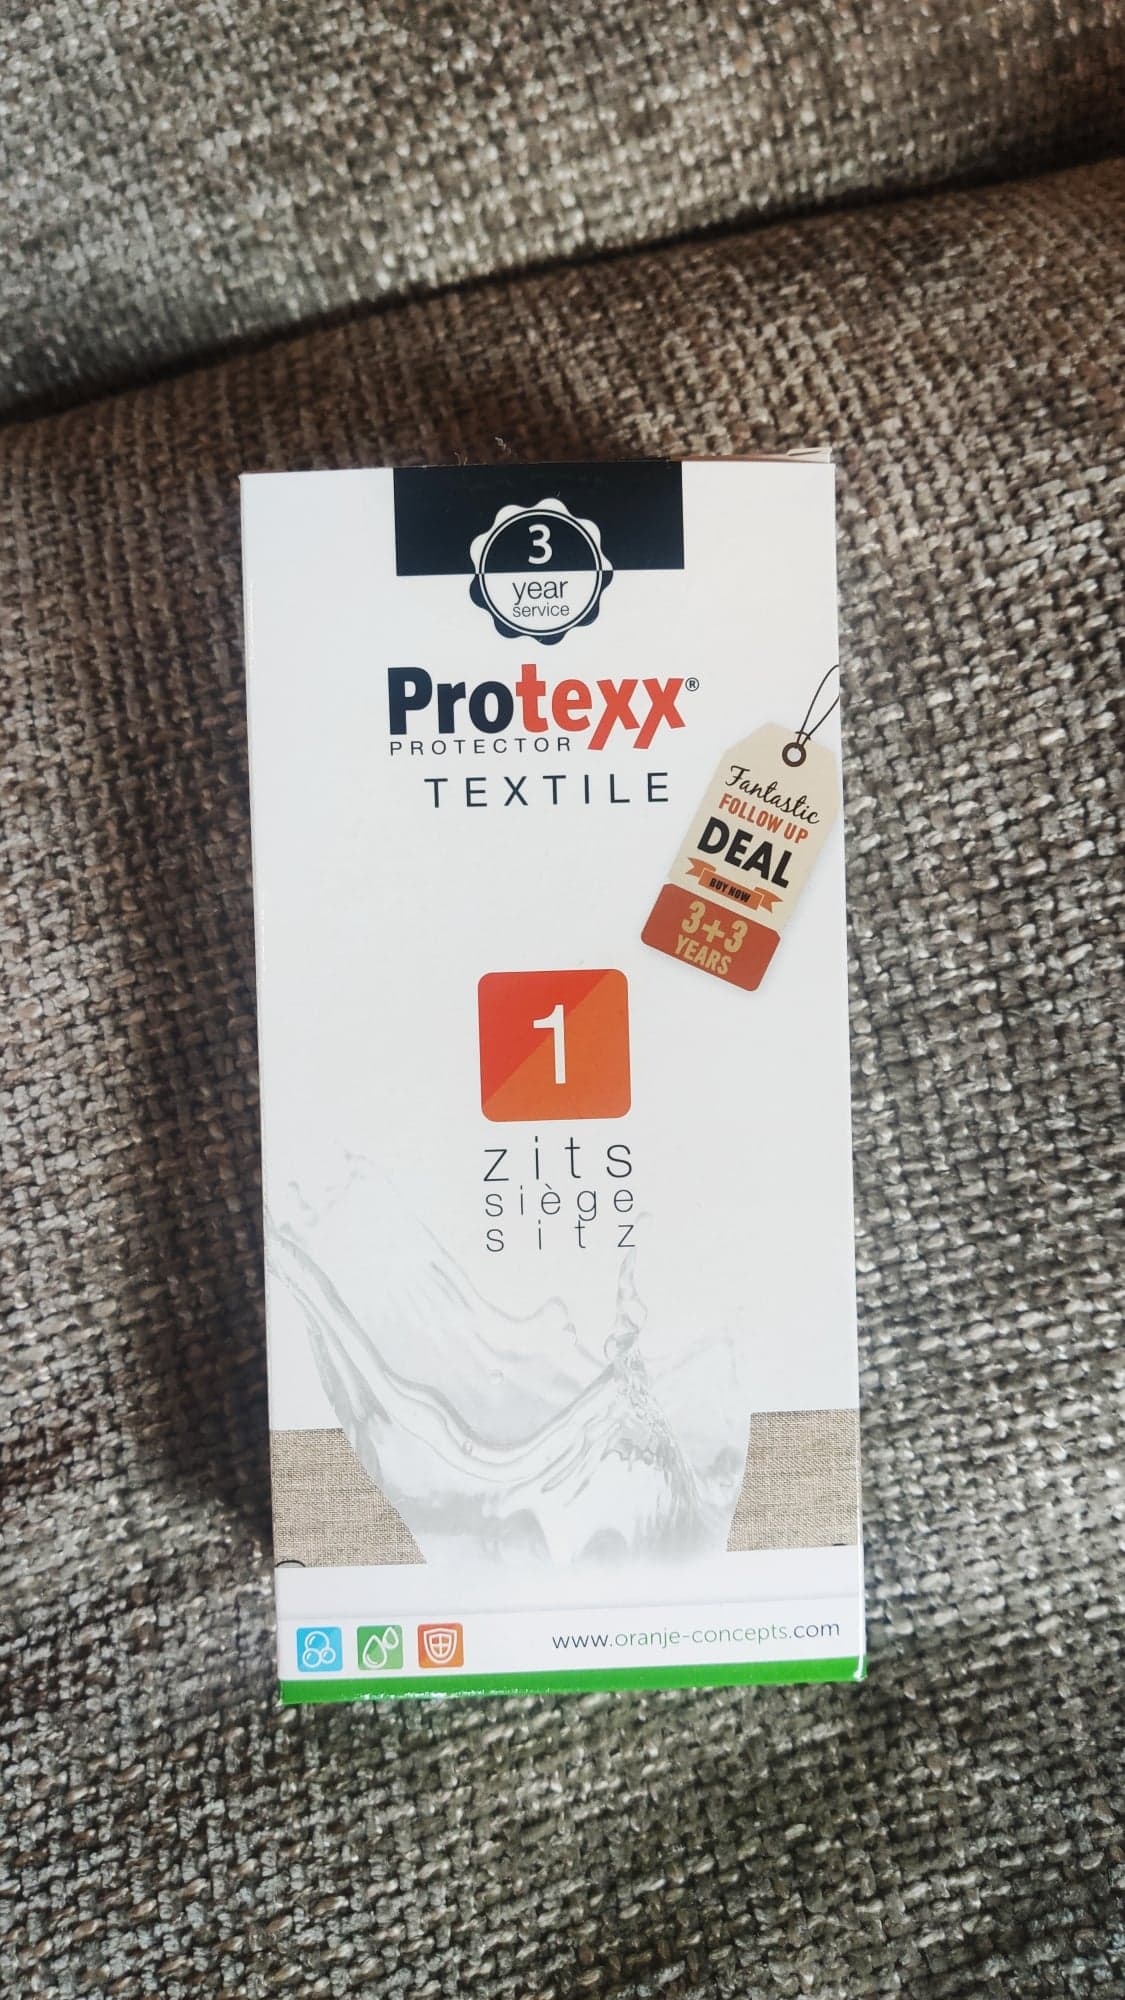 3
year
service
Protexx®
PROTECTOR
TEXTILE
Fantastic
FOLLOW UP
DEAL
BUY NOW
3+3
YEARS
1
zits
siège
sitz
www.oranje-concepts.com